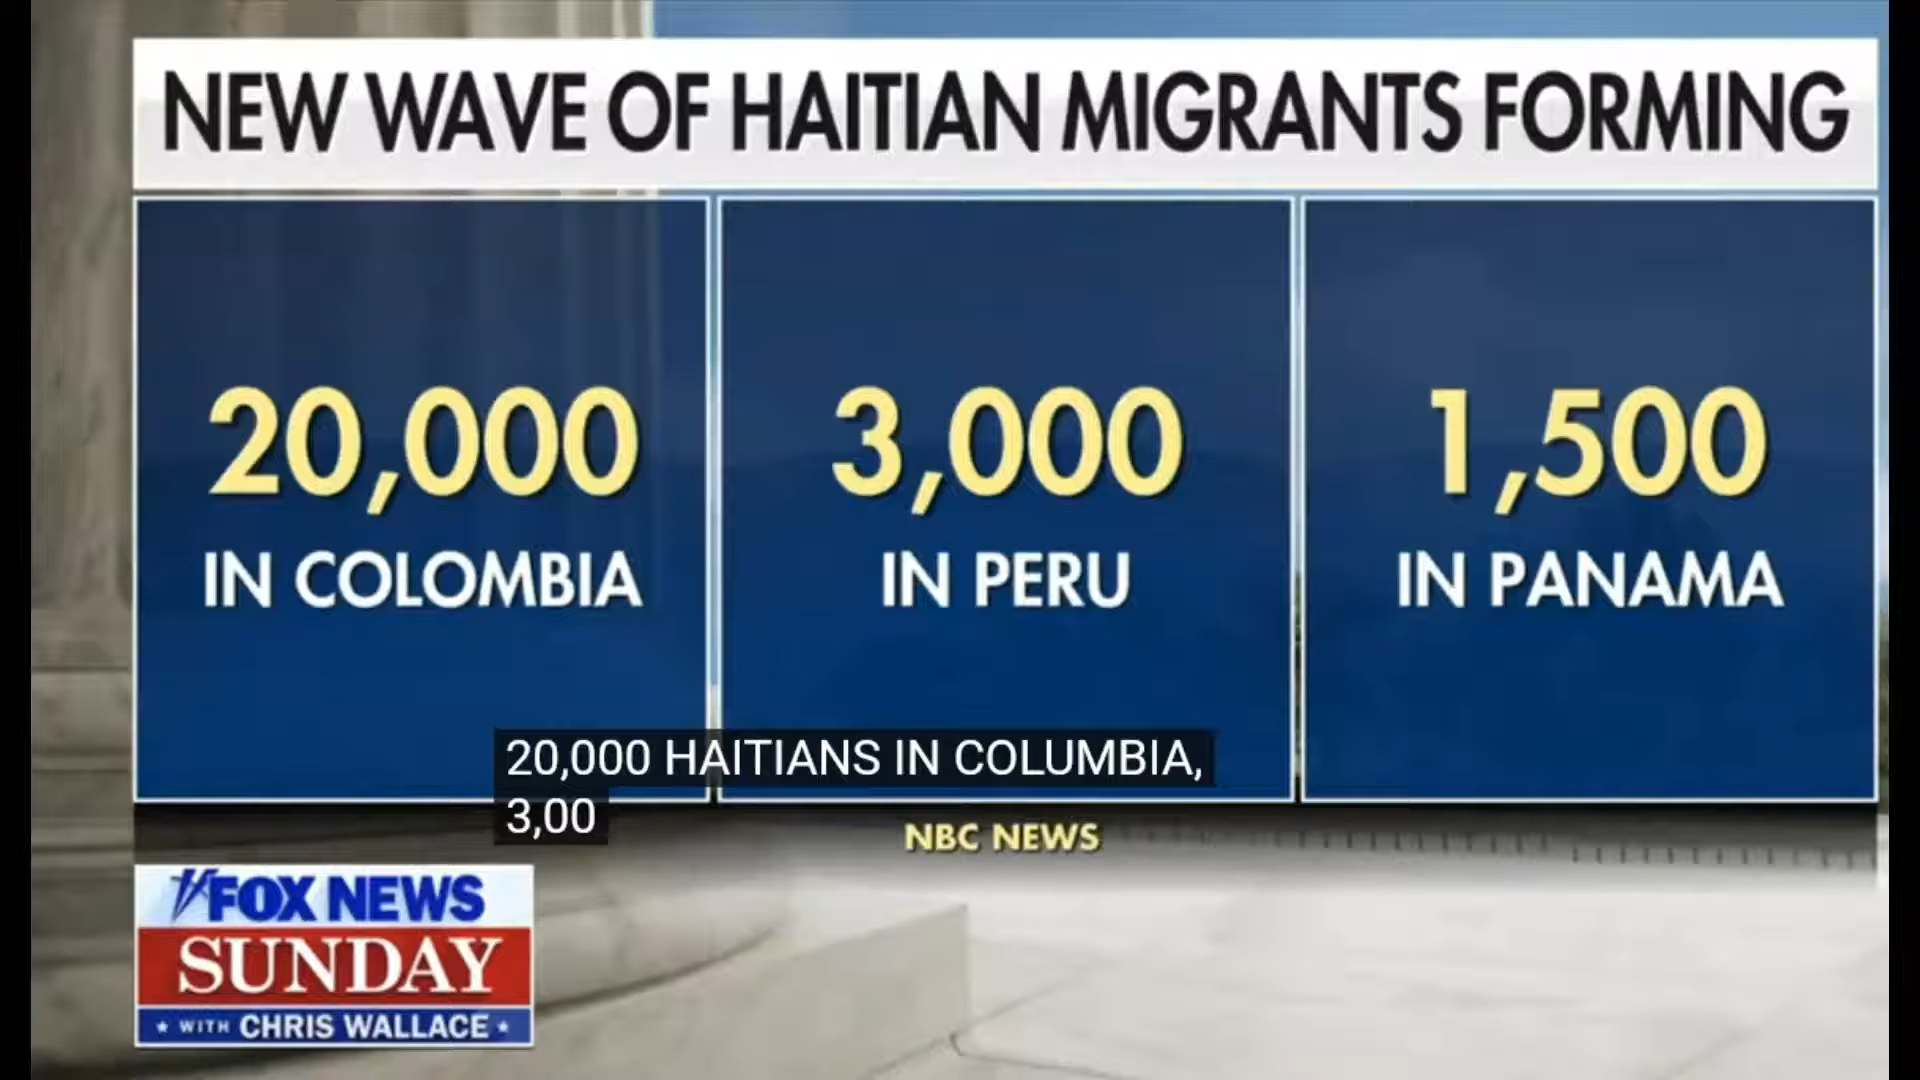 NEW WAVE OF HAITIAN MIGRANTS FORMING
20,000
IN COLOMBIA
3,000
IN PERU
1,500
IN PANAMA
20,000 HAITIANS IN COLUMBIA,
3,00
NBC NEWS
FOX NEWS
SUNDAY
WITH CHRIS WALLACE